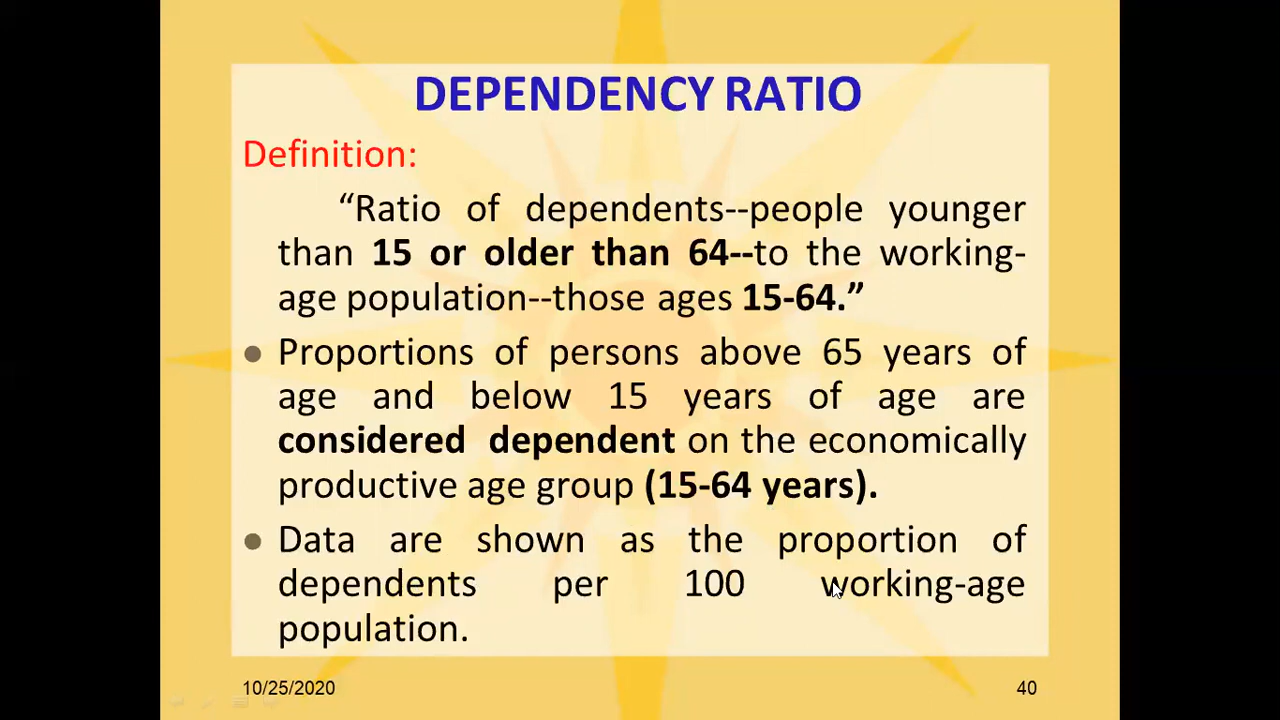 DEPENDENCY RATIO
Definition:
“Ratio of dependents--people younger
than 15 or older than 64--to the working-
age population--those ages 15-64.”
● Proportions of persons above 65 years of
age and below 15 years of age are
considered dependent on the economically
productive age group (15-64 years).
● Data are shown as the proportion of
dependents per 100 working-age
population.
10/25/2020
40